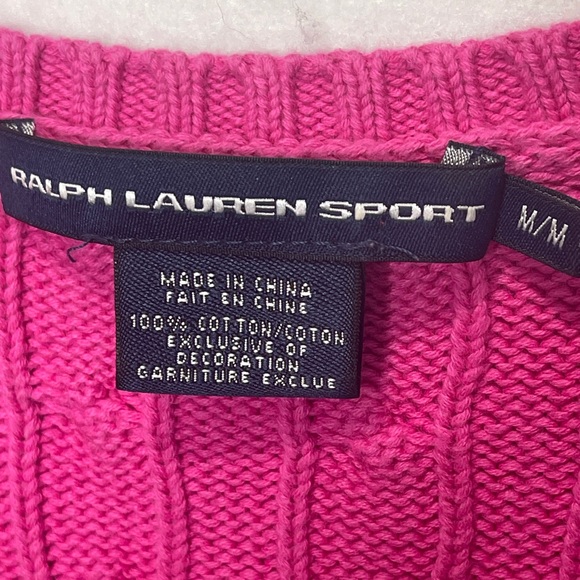 RALPH LAUREN SPORT
M/M
MADE IN CHINA
FAIT EN CHINE
100% COTTON/COTON
EXCLUSIVE OF
DECORATION
GARNITURE EXCLUE